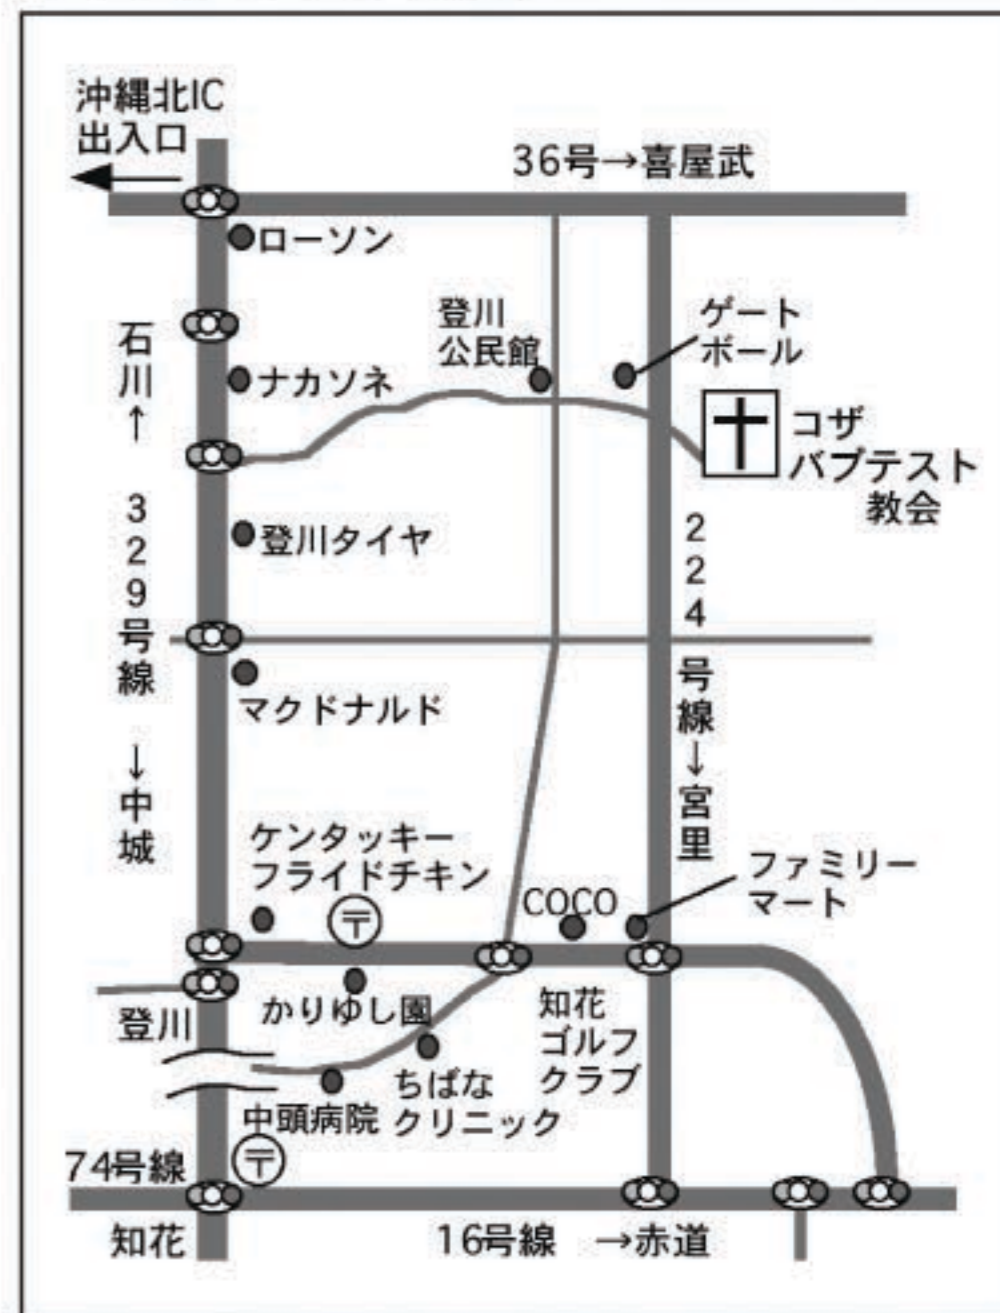 沖縄北IC
出入口
36号→喜屋武
ローソン
登川
公民館
ゲート
ボール
石川↑
ナカソネ
コザ
バプテスト
教会
329号線
登川タイヤ
224号線→宮里
マクドナルド
→中城
ケンタッキー
フライドチキン
〒
COCO
ファミリー
マート
かりゆし園
登川
知花
ゴルフ
クラブ
ちばな
クリニック
中頭病院
〒
74号線
知花
16号線 →赤道